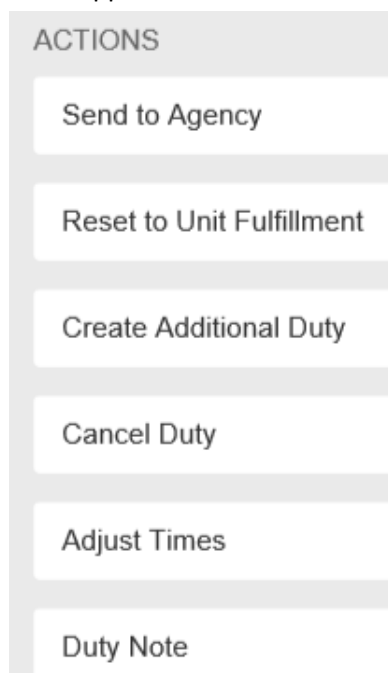 ACTIONS
Send to Agency
Reset to Unit Fulfillment
Create Additional Duty
Cancel Duty
Adjust Times
Duty Note